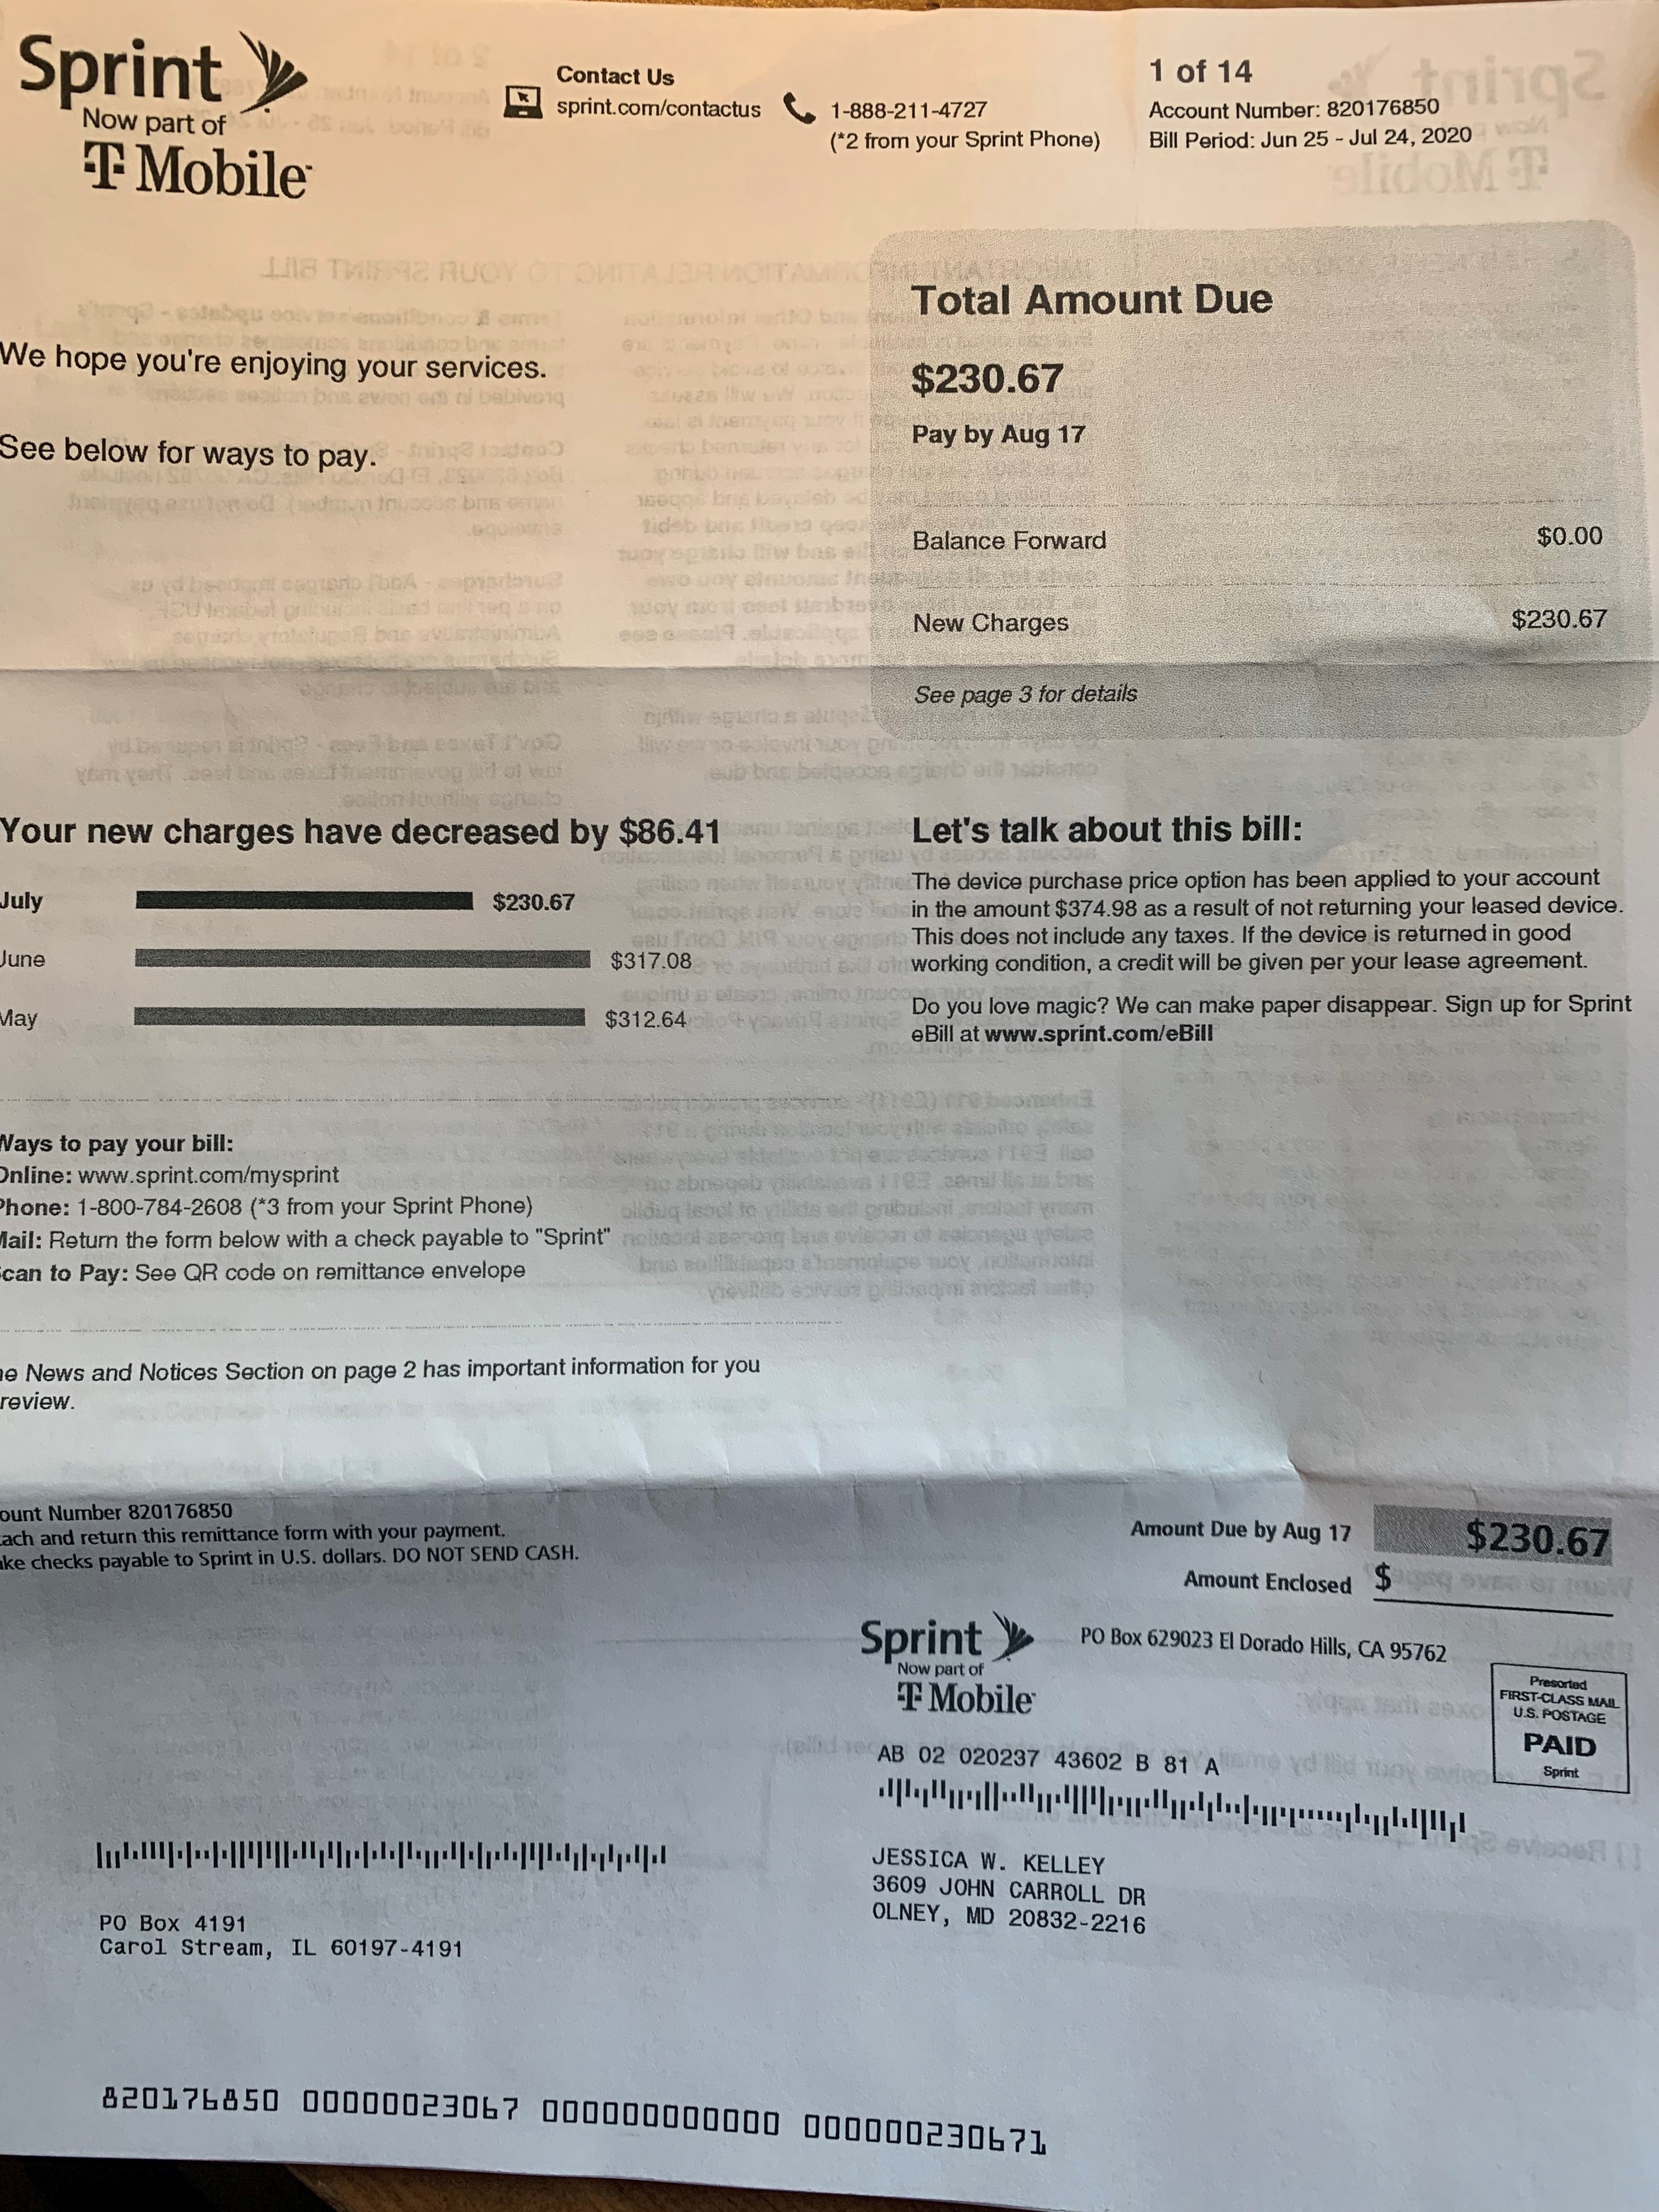 Sprint
Now part of
T Mobile
Contact Us
sprint.com/contactus
1-888-211-4727
(*2 from your Sprint Phone)
1 of 14
Account Number: 820176850
Bill Period: Jun 25 - Jul 24, 2020
We hope you're enjoying your services.
See below for ways to pay.
Total Amount Due
$230.67
Pay by Aug 17
Balance Forward $0.00
New Charges $230.67
See page 3 for details
Your new charges have decreased by $86.41
July $230.67
June $317.08
May $312.64
Let's talk about this bill:
The device purchase price option has been applied to your account
in the amount $374.98 as a result of not returning your leased device.
This does not include any taxes. If the device is returned in good
working condition, a credit will be given per your lease agreement.
Do you love magic? We can make paper disappear. Sign up for Sprint
eBill at www.sprint.com/eBill
Ways to pay your bill:
Online: www.sprint.com/mysprint
Phone: 1-800-784-2608 (*3 from your Sprint Phone)
Mail: Return the form below with a check payable to "Sprint"
can to Pay: See QR code on remittance envelope
he News and Notices Section on page 2 has important information for you
review.
ount Number 820176850
ach and return this remittance form with your payment.
ke checks payable to Sprint in U.S. dollars. DO NOT SEND CASH.
Amount Due by Aug 17 $230.67
Amount Enclosed $
Sprint
Now part of
T Mobile
PO Box 629023 El Dorado Hills, CA 95762
Presorted
FIRST-CLASS MAIL
U.S. POSTAGE
PAID
Sprint
AB 02 020237 43602 B 81 A
JESSICA W. KELLEY
3609 JOHN CARROLL DR
OLNEY, MD 20832-2216
PO Box 4191
Carol Stream, IL 60197-4191
820176850 00000023067 000000000000 000000230671